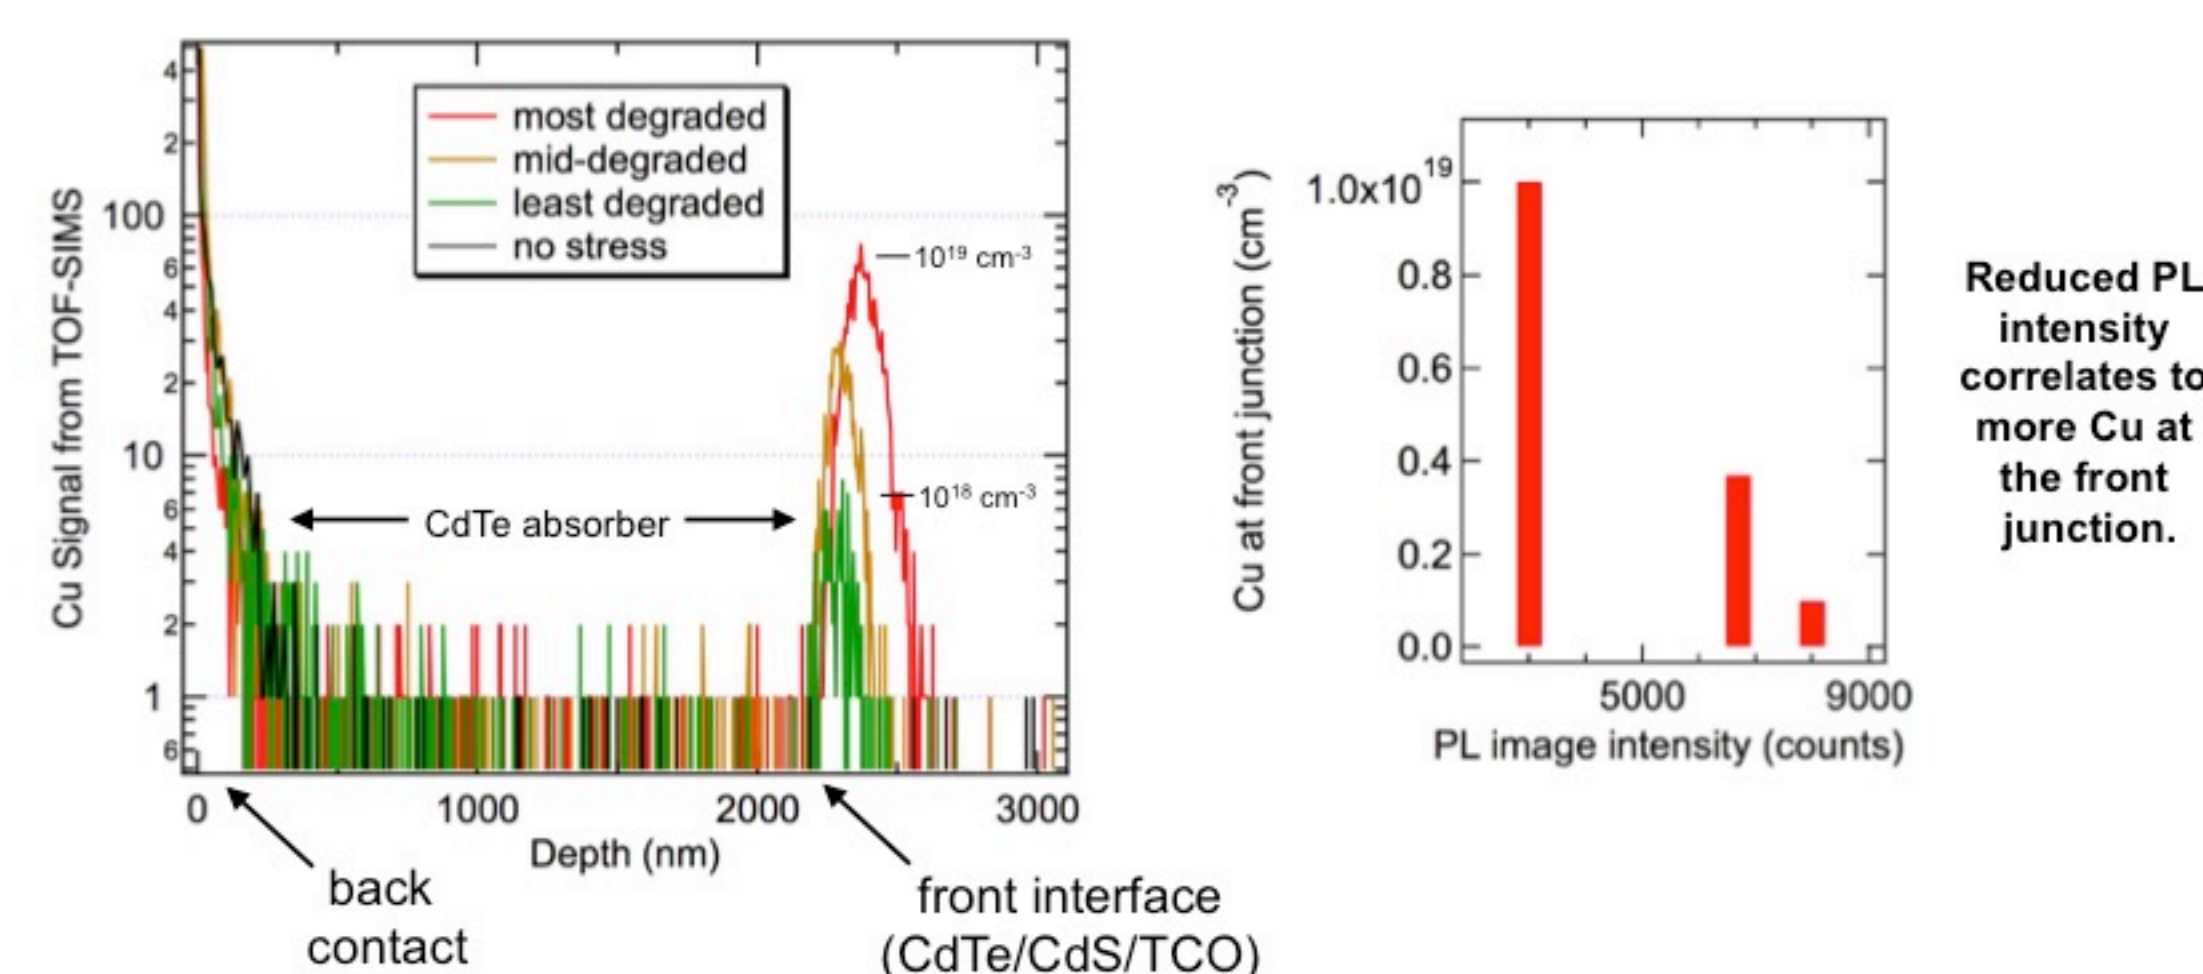 4
2
100
6
4
2
10
6
4
2
1
6
Cu Signal from TOF-SIMS
most degraded
mid-degraded
least degraded
no stress
10¹⁹ cm⁻³
10¹⁸ cm⁻³
CdTe absorber
0 1000 2000 3000
Depth (nm)
back
contact
front interface
(CdTe/CdS/TCO)
Cu at front junction (cm⁻³)
1.0x10¹⁹
0.8
0.6
0.4
0.2
0.0
5000 9000
PL image intensity (counts)
Reduced PL
intensity
correlates to
more Cu at
the front
junction.